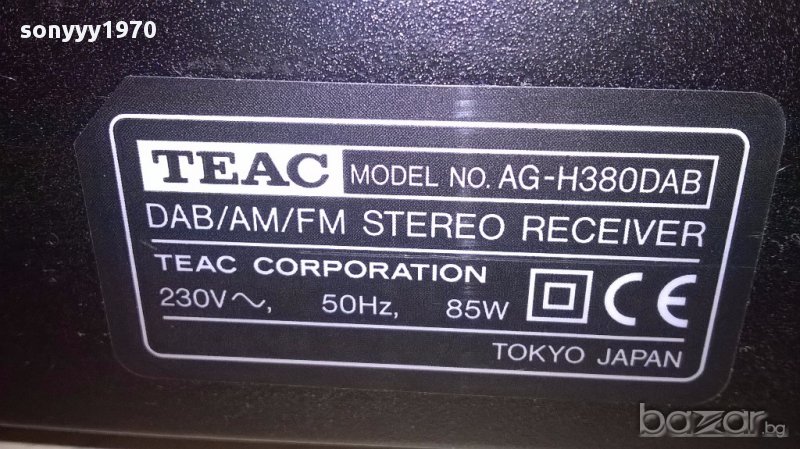 sonyyy1970
TEAC MODEL NO. AG-H380DAB
DAB/AM/FM STEREO RECEIVER
TEAC CORPORATION
230V~, 50Hz, 85W CE
TOKYO JAPAN
bazar.bg